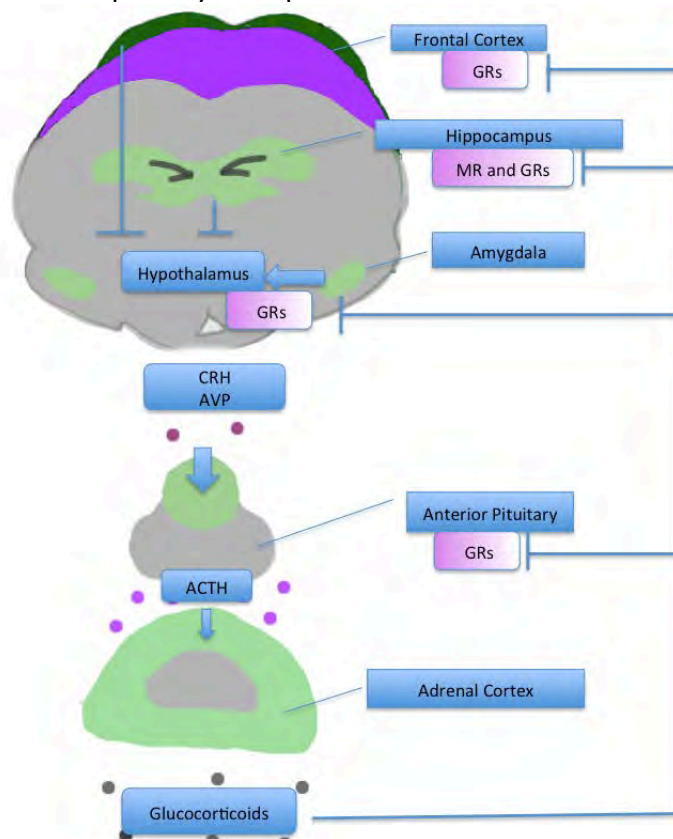 Frontal Cortex
GRs
Hippocampus
MR and GRs
Amygdala
Hypothalamus
GRs
CRH
AVP
Anterior Pituitary
GRs
ACTH
Adrenal Cortex
Glucocorticoids